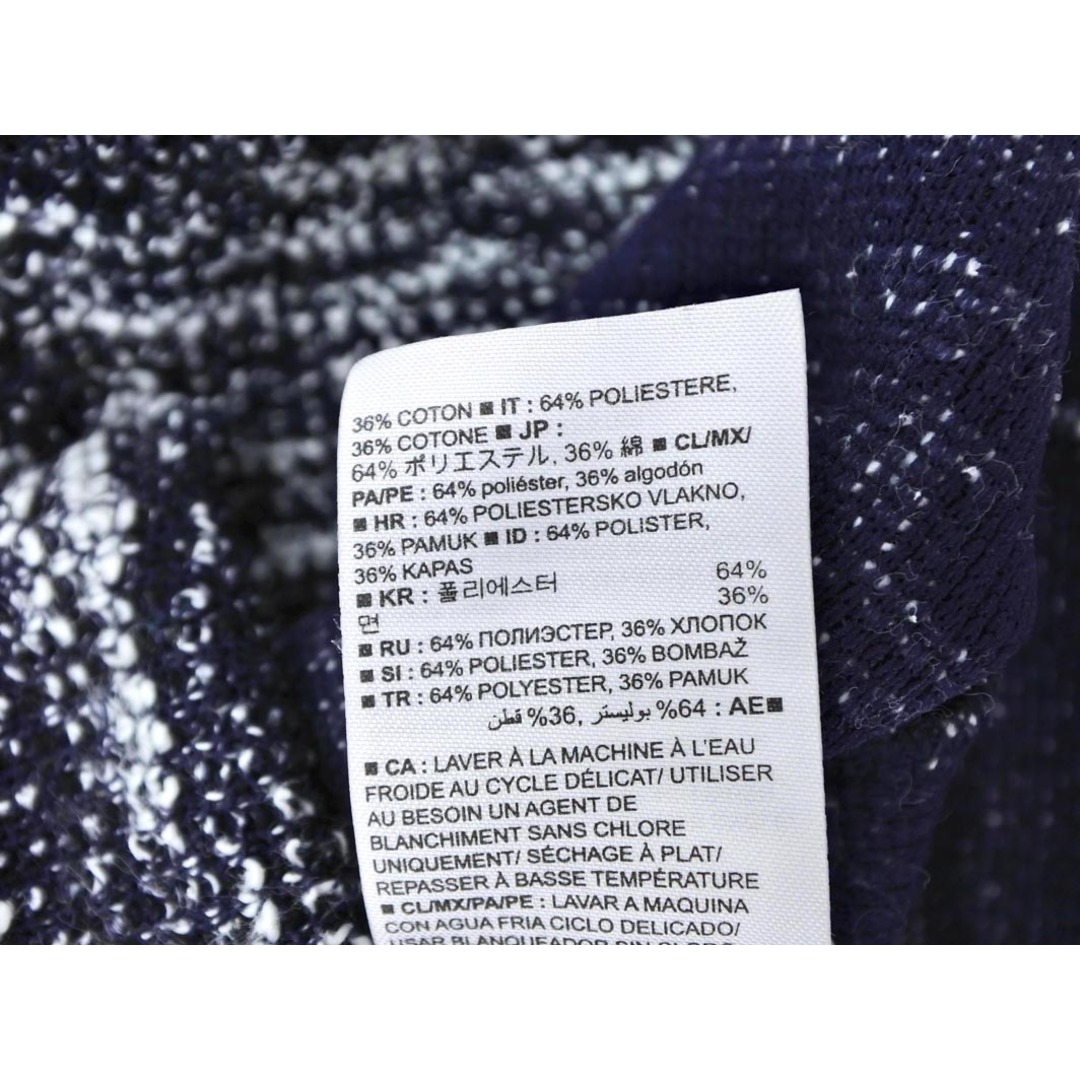 36% COTON ■ IT : 64% POLIESTERE,
36% COTONE ■ JP :
64% ポリエステル, 36% 綿 ■ CL/MX/
PA/PE : 64% poliéster, 36% algodón
■ HR : 64% POLIESTERSKO VLAKNO,
36% PAMUK ■ ID : 64% POLISTER,
36% KAPAS
■ KR : 폴리에스터 64%
면 36%
■ RU : 64% ПОЛИЭСТЕР, 36% ХЛОПОК
■ SI : 64% POLIESTER, 36% BOMBAŽ
■ TR : 64% POLYESTER, 36% PAMUK
■AE : 64% بوليستر, 36% قطن
■ CA : LAVER À LA MACHINE À L'EAU
FROIDE AU CYCLE DÉLICAT/ UTILISER
AU BESOIN UN AGENT DE
BLANCHIMENT SANS CHLORE
UNIQUEMENT/ SÉCHAGE À PLAT/
REPASSER À BASSE TEMPÉRATURE
■ CL/MX/PA/PE : LAVAR A MAQUINA
CON AGUA FRIA CICLO DELICADO/
USAR BLANQUEADOR SIN CLORO